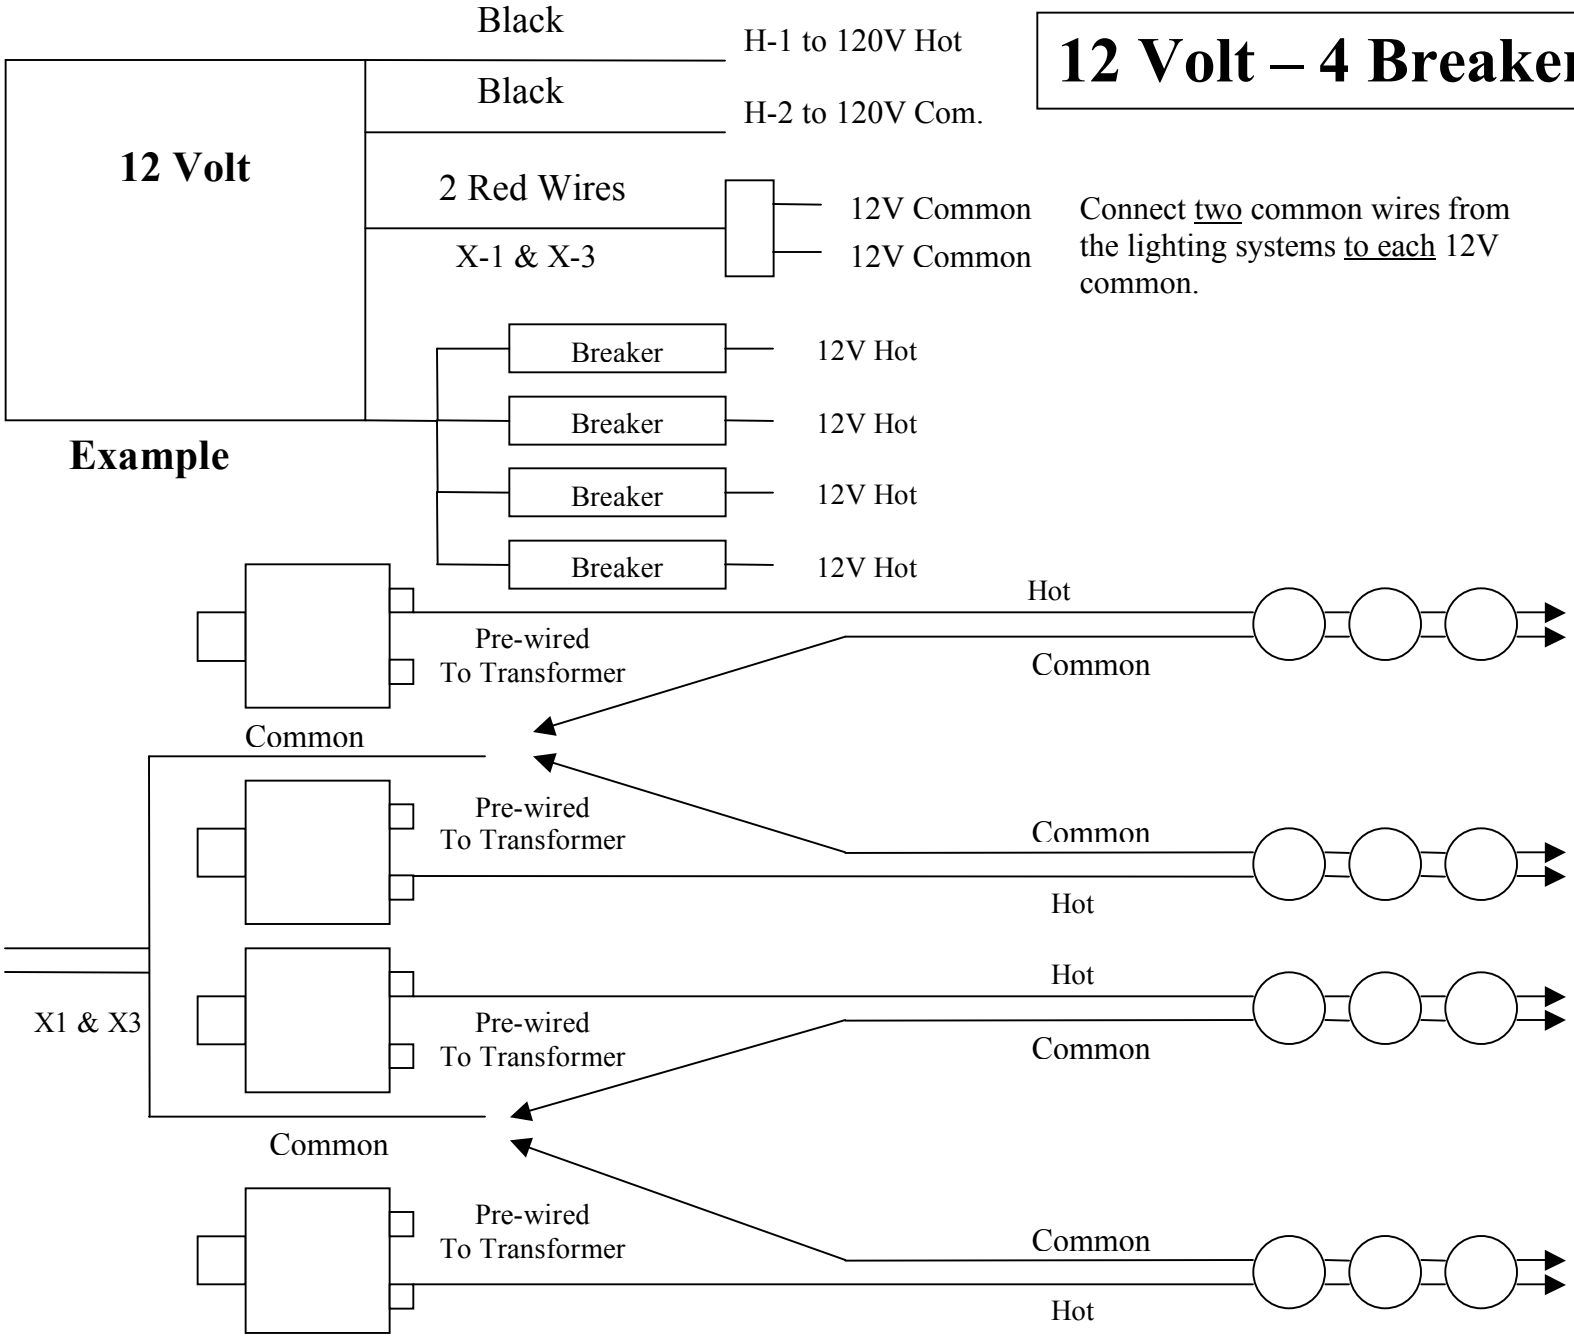 Black
H-1 to 120V Hot
12 Volt – 4 Breaker
Black
H-2 to 120V Com.
12 Volt
2 Red Wires
X-1 & X-3
12V Common
12V Common
Connect two common wires from
the lighting systems to each 12V
common.
Breaker
12V Hot
Breaker
12V Hot
Breaker
12V Hot
Breaker
12V Hot
Example
Hot
Pre-wired
To Transformer
Common
Common
Pre-wired
To Transformer
Common
Hot
Hot
X1 & X3
Pre-wired
To Transformer
Common
Common
Pre-wired
To Transformer
Common
Hot